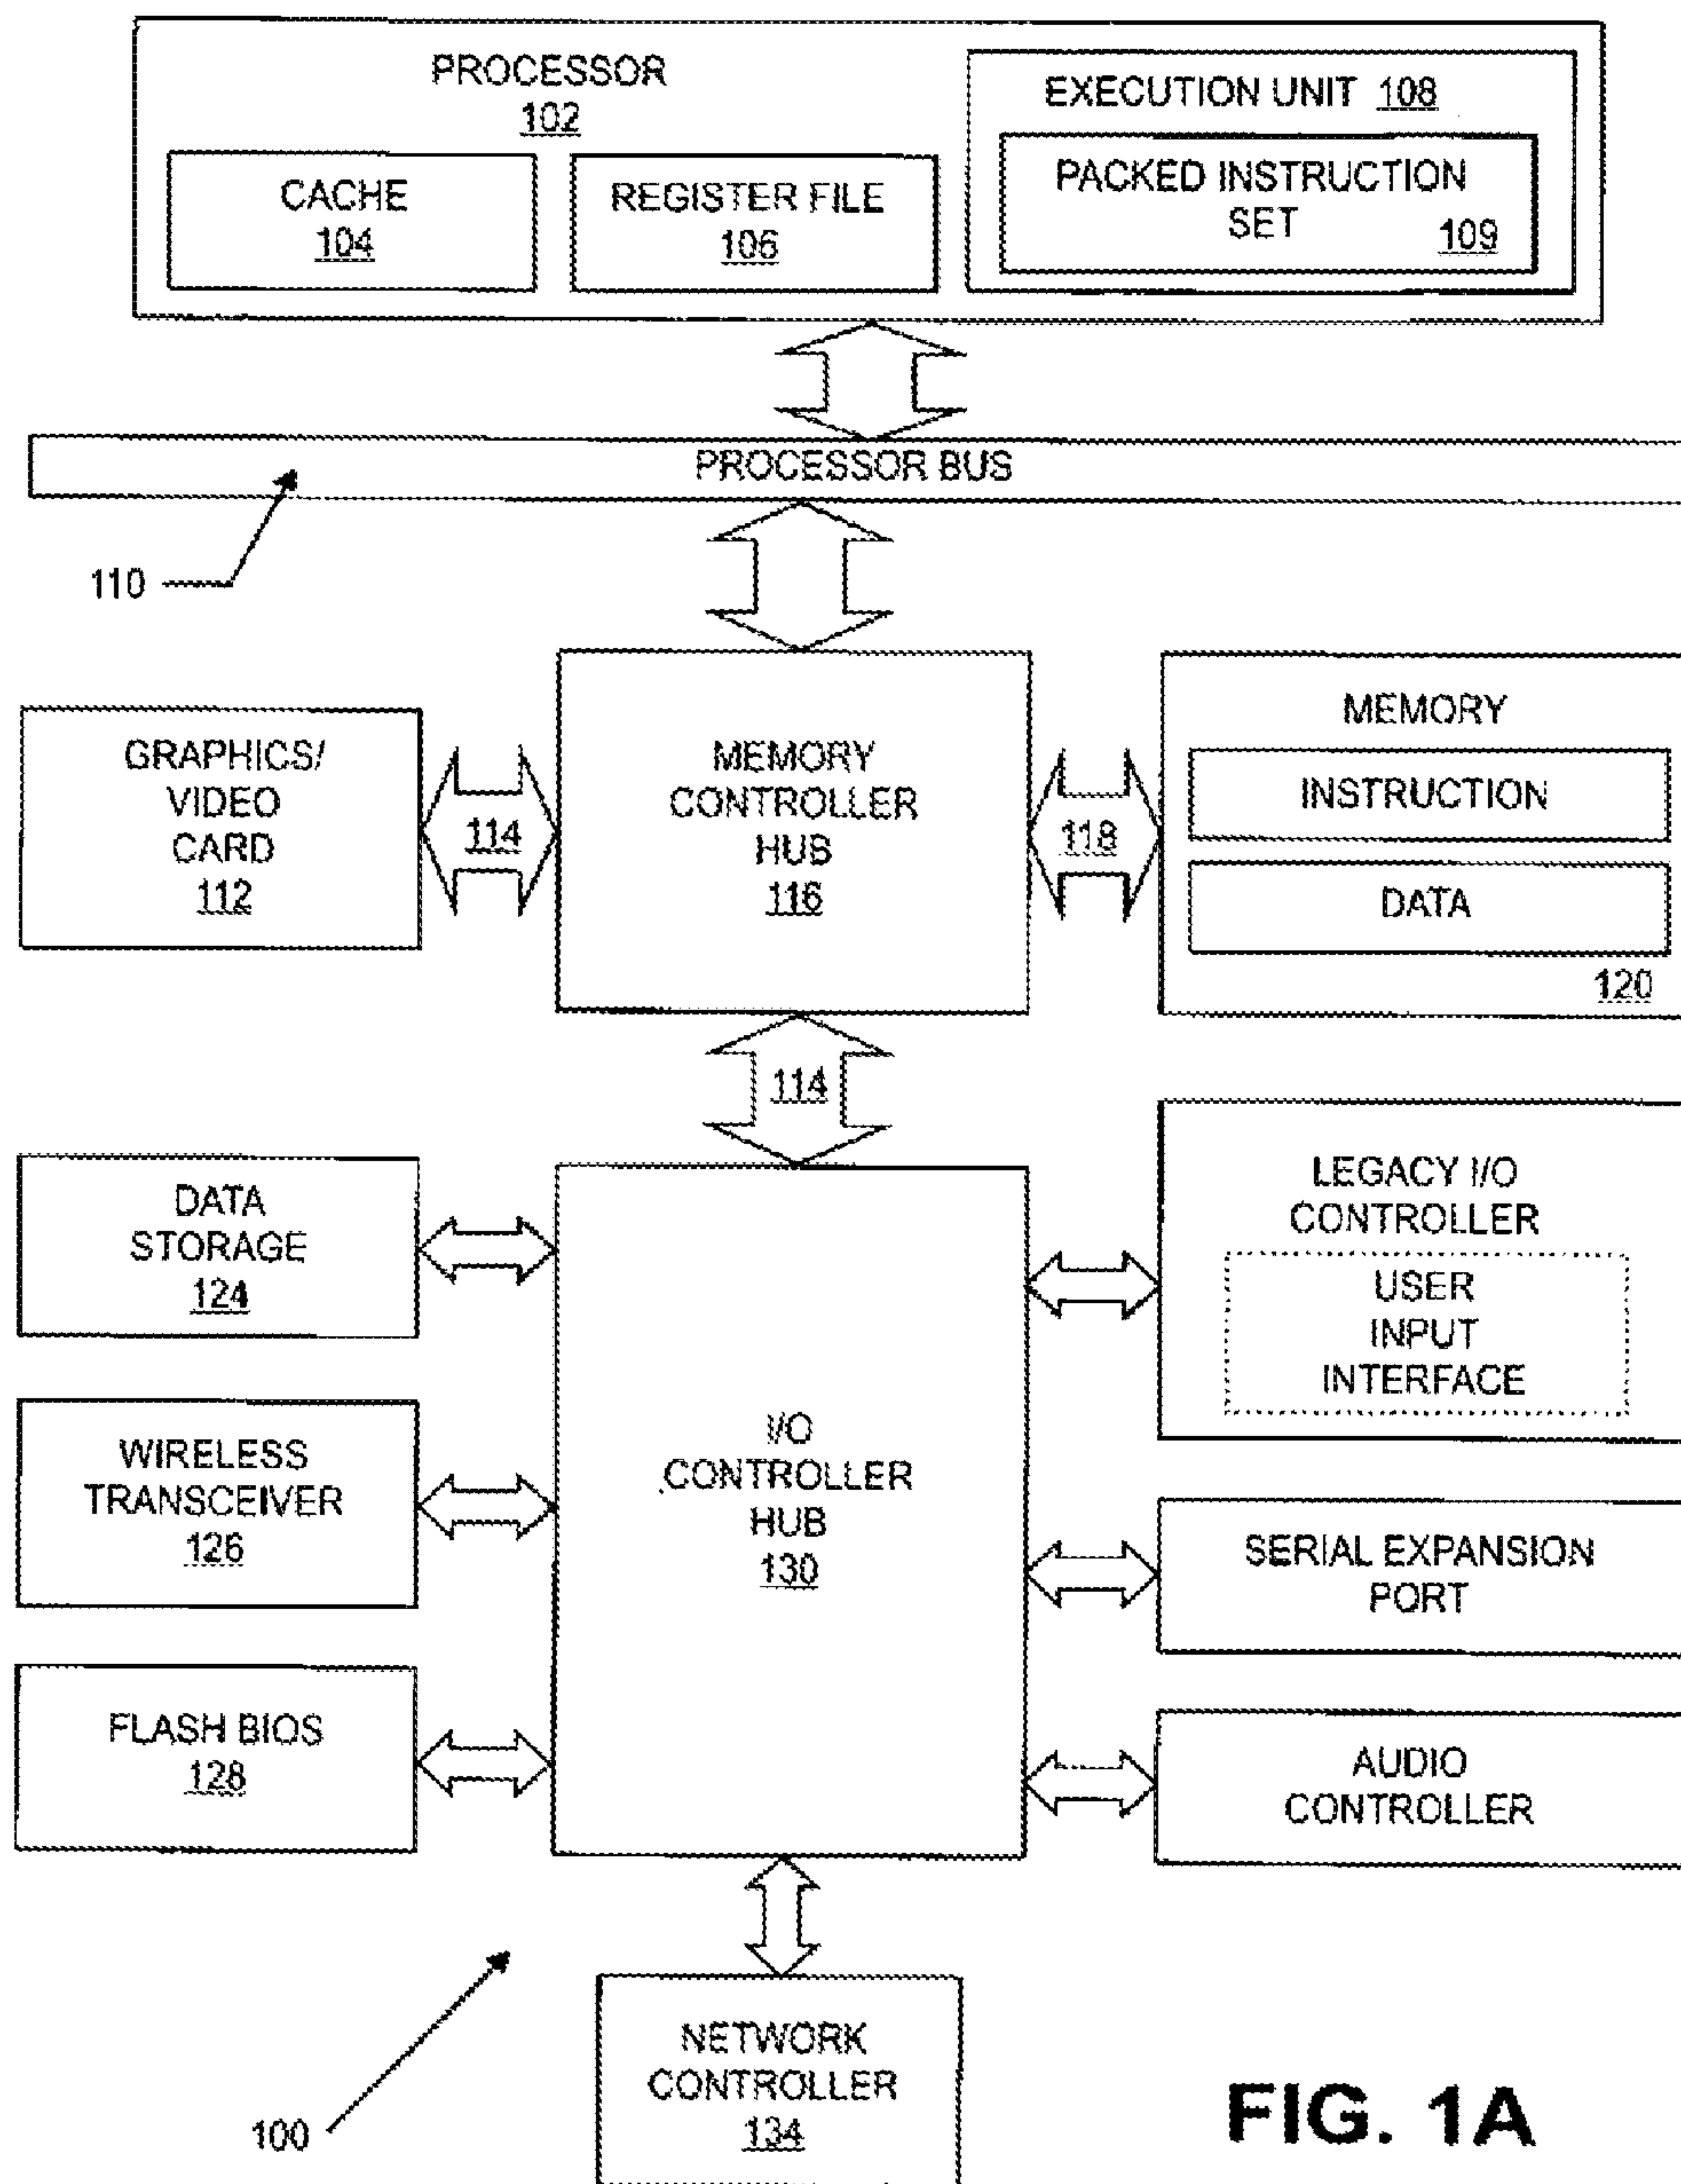 PROCESSOR
102
CACHE
104
REGISTER FILE
106
EXECUTION UNIT 108
PACKED INSTRUCTION
SET 109
PROCESSOR BUS
110
GRAPHICS/
VIDEO
CARD
112
114
MEMORY
CONTROLLER
HUB
116
118
MEMORY
INSTRUCTION
DATA
120
114
DATA
STORAGE
124
WIRELESS
TRANSCEIVER
126
FLASH BIOS
128
I/O
CONTROLLER
HUB
130
LEGACY I/O
CONTROLLER
USER
INPUT
INTERFACE
SERIAL EXPANSION
PORT
AUDIO
CONTROLLER
NETWORK
CONTROLLER
134
100
FIG. 1A